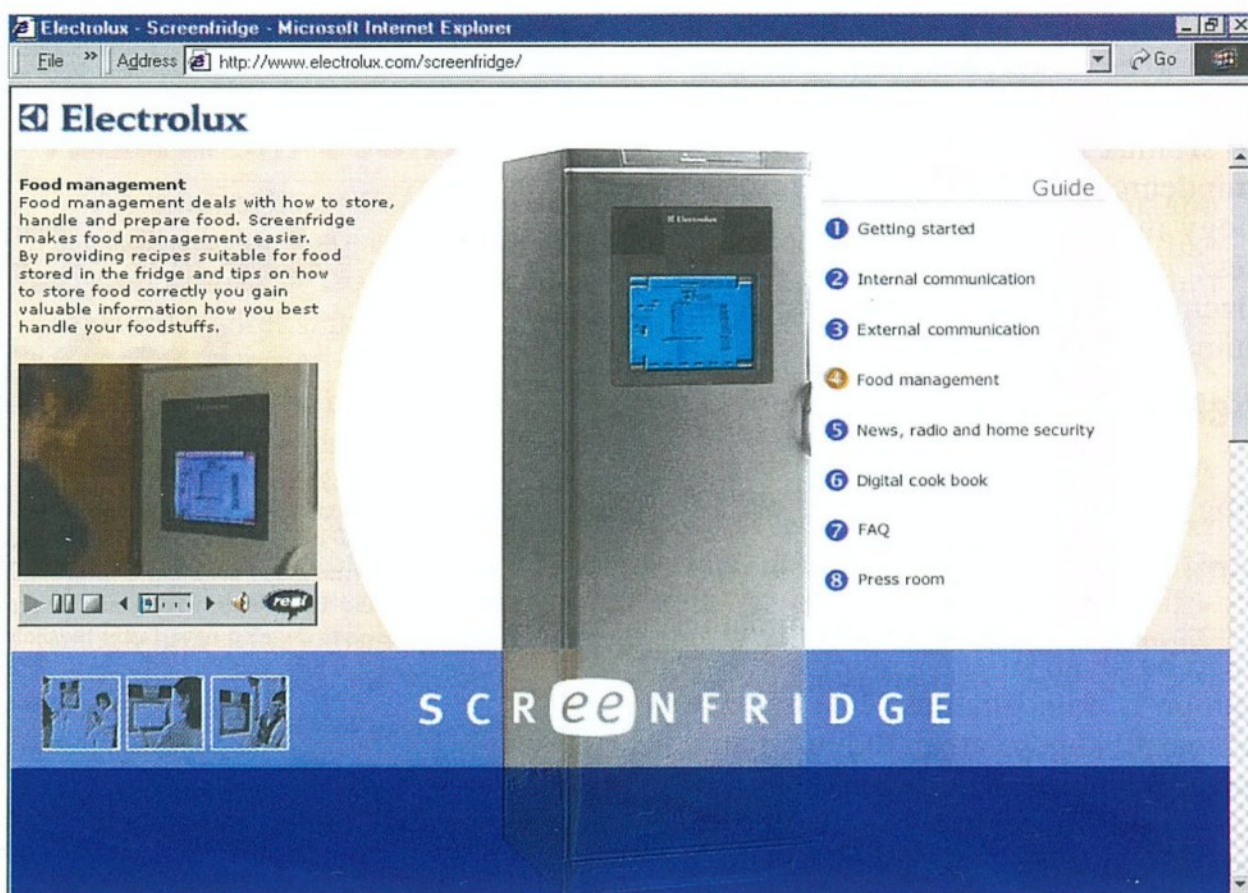 Electrolux - Screenfridge - Microsoft Internet Explorer
File » Address http://www.electrolux.com/screenfridge/ Go
Electrolux
Food management
Food management deals with how to store,
handle and prepare food. Screenfridge
makes food management easier.
By providing recipes suitable for food
stored in the fridge and tips on how
to store food correctly you gain
valuable information how you best
handle your foodstuffs.
real
Electrolux
Guide
1 Getting started
2 Internal communication
3 External communication
4 Food management
5 News, radio and home security
6 Digital cook book
7 FAQ
8 Press room
SCREENFRIDGE